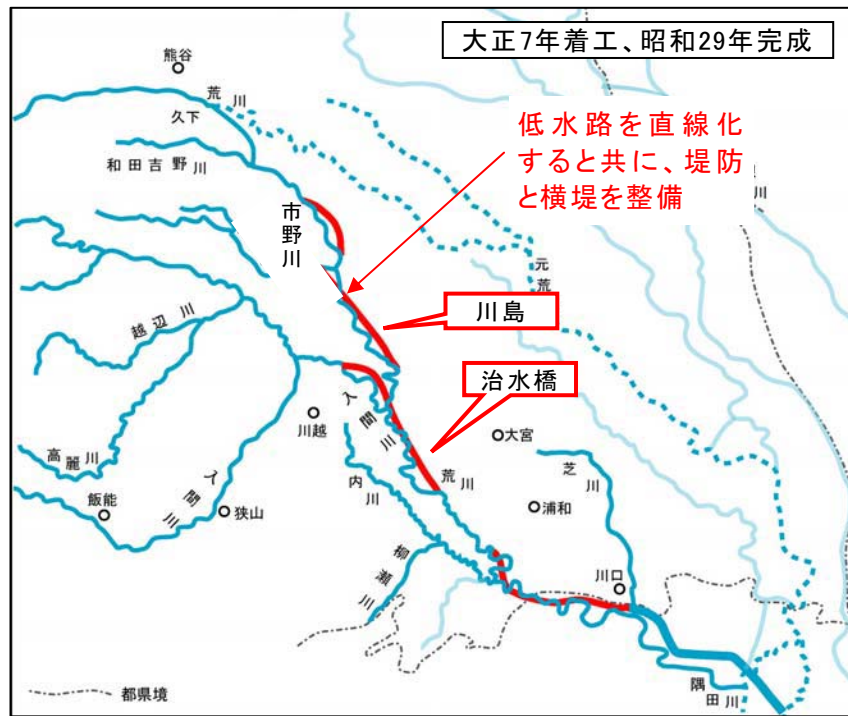 大正7年着工、昭和29年完成
熊谷
荒川
久下
和田吉野川
低水路を直線化
すると共に、堤防
と横堤を整備
川
市野川
元荒
川島
越辺川
治水橋
入間川
川越
大宮
高麗川
入間川
内川
荒川
芝川
飯能
狭山
浦和
柳瀬川
川口
隅田川
都県境